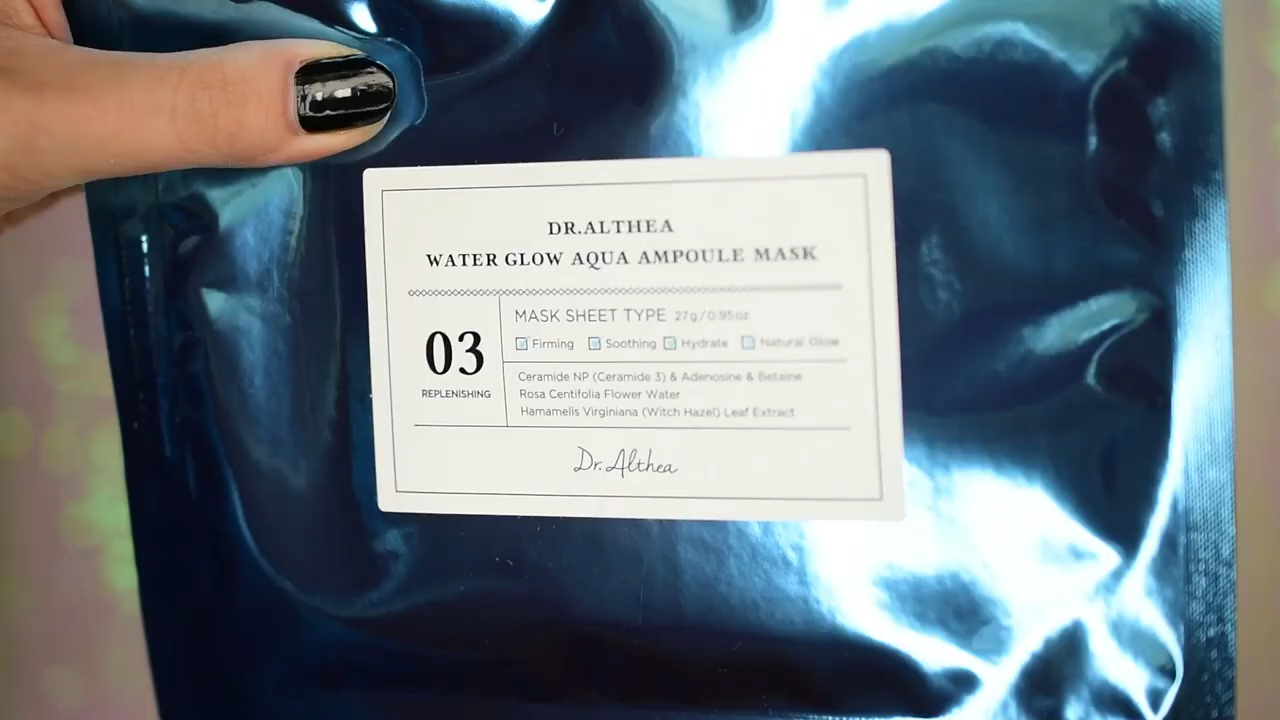 DR.ALTHEA
WATER GLOW AQUA AMPOULE MASK
03
REPLENISHING
MASK SHEET TYPE 27g/0.95oz
Firming Soothing Hydrate Natural Glow
Ceramide NP (Ceramide 3) & Adenosine & Betaine
Rosa Centifolia Flower Water
Hamamelis Virginiana (Witch Hazel) Leaf Extract
Dr. Althea